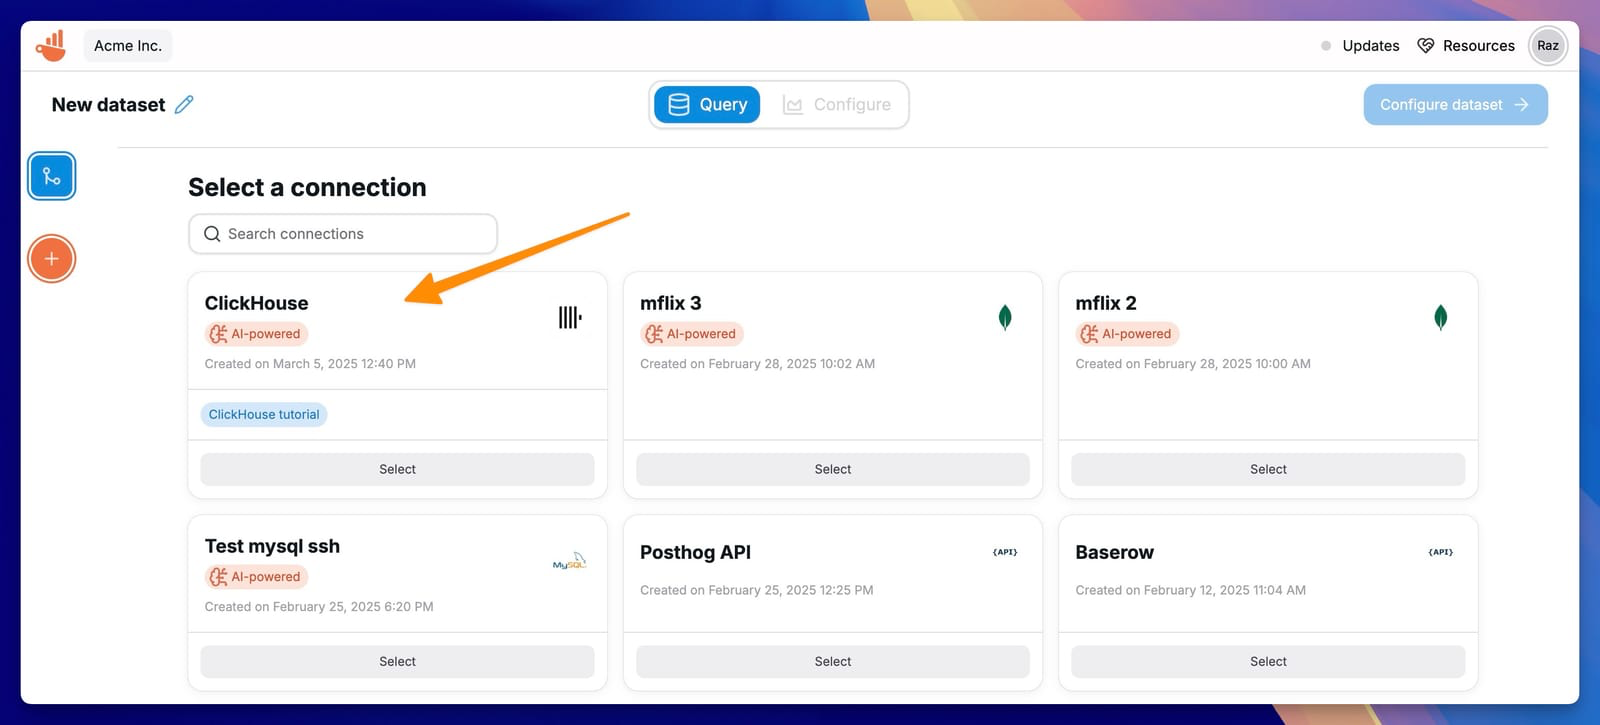 Acme Inc.
Updates
Resources
Raz
New dataset
Query
Configure
Configure dataset
Select a connection
Search connections
ClickHouse
AI-powered
Created on March 5, 2025 12:40 PM
ClickHouse tutorial
Select
mflix 3
AI-powered
Created on February 28, 2025 10:02 AM
Select
mflix 2
AI-powered
Created on February 28, 2025 10:00 AM
Select
Test mysql ssh
AI-powered
MySQL
Created on February 25, 2025 6:20 PM
Select
Posthog API
{API}
Created on February 25, 2025 12:25 PM
Select
Baserow
{API}
Created on February 12, 2025 11:04 AM
Select